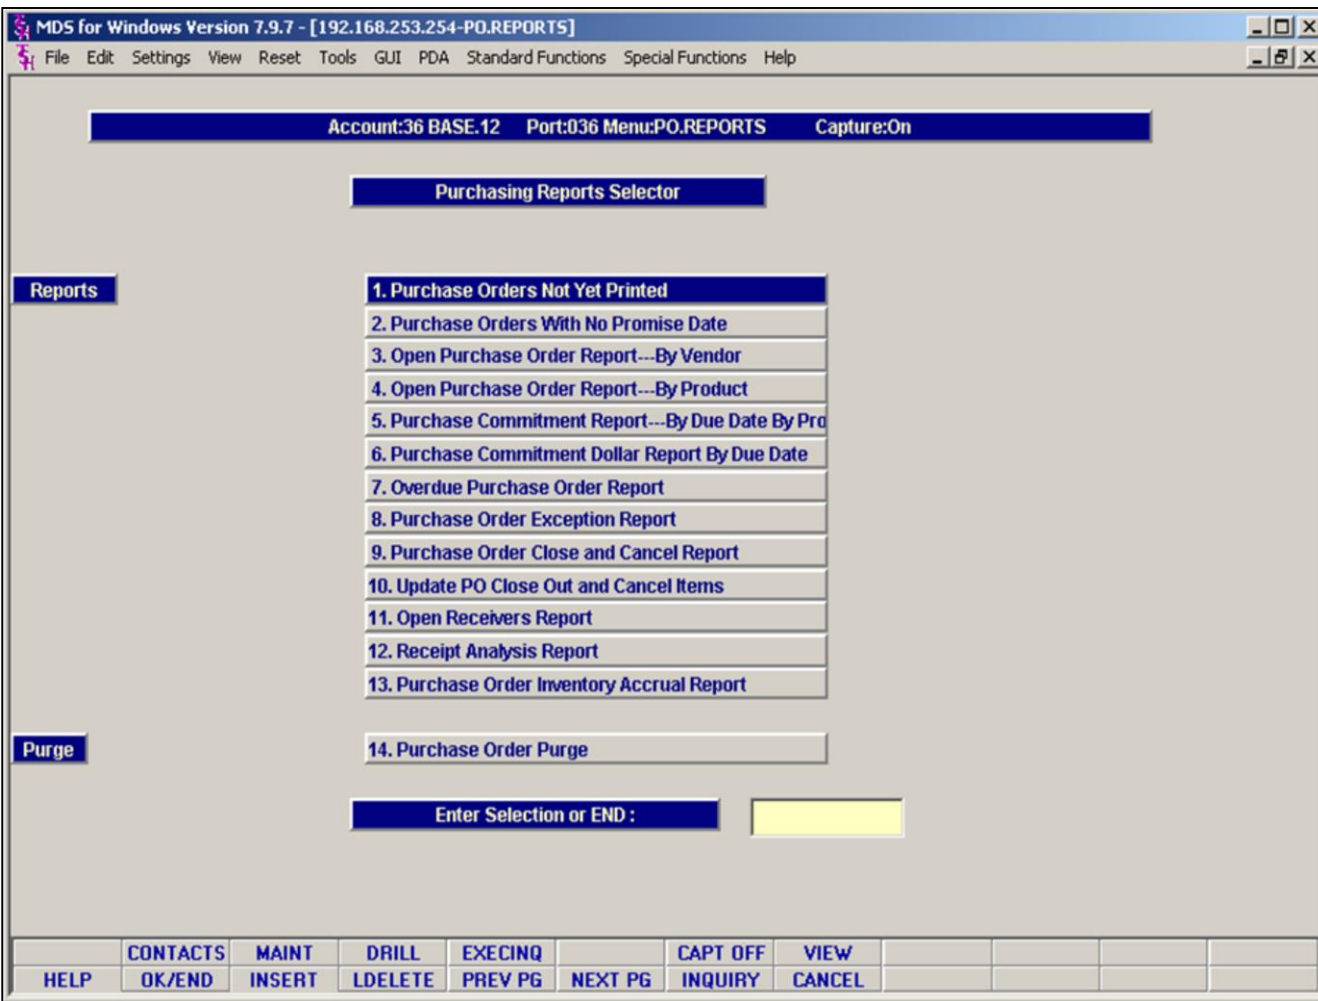 MDS for Windows Version 7.9.7 - [192.168.253.254-PO.REPORTS]
File Edit Settings View Reset Tools GUI PDA Standard Functions Special Functions Help
Account:36 BASE.12 Port:036 Menu:PO.REPORTS Capture:On
Purchasing Reports Selector
Reports
1. Purchase Orders Not Yet Printed
2. Purchase Orders With No Promise Date
3. Open Purchase Order Report---By Vendor
4. Open Purchase Order Report---By Product
5. Purchase Commitment Report---By Due Date By Pro
6. Purchase Commitment Dollar Report By Due Date
7. Overdue Purchase Order Report
8. Purchase Order Exception Report
9. Purchase Order Close and Cancel Report
10. Update PO Close Out and Cancel Items
11. Open Receivers Report
12. Receipt Analysis Report
13. Purchase Order Inventory Accrual Report
Purge
14. Purchase Order Purge
Enter Selection or END :
CONTACTS MAINT DRILL EXECINQ CAPT OFF VIEW
HELP OK/END INSERT LDELETE PREV PG NEXT PG INQUIRY CANCEL